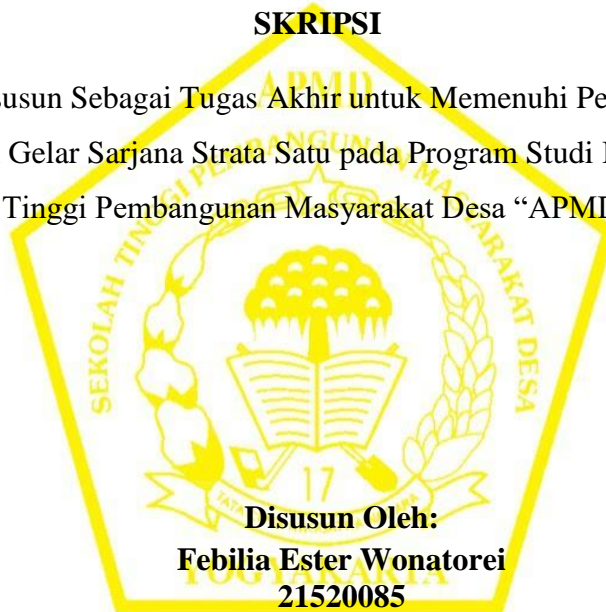 SKRIPSI
APMD
usun Sebagai Tugas Akhir untuk Memenuhi Pe
Gelar Sarjana Strata Satu pada Program Studi
Tinggi Pembangunan Masyarakat Desa “APMD
SEKOLAH TINGGI PEMBANGUNAN MASYARAKAT DESA
17
Disusun Oleh:
Febilia Ester Wonatorei
YOGYAKARTA
21520085